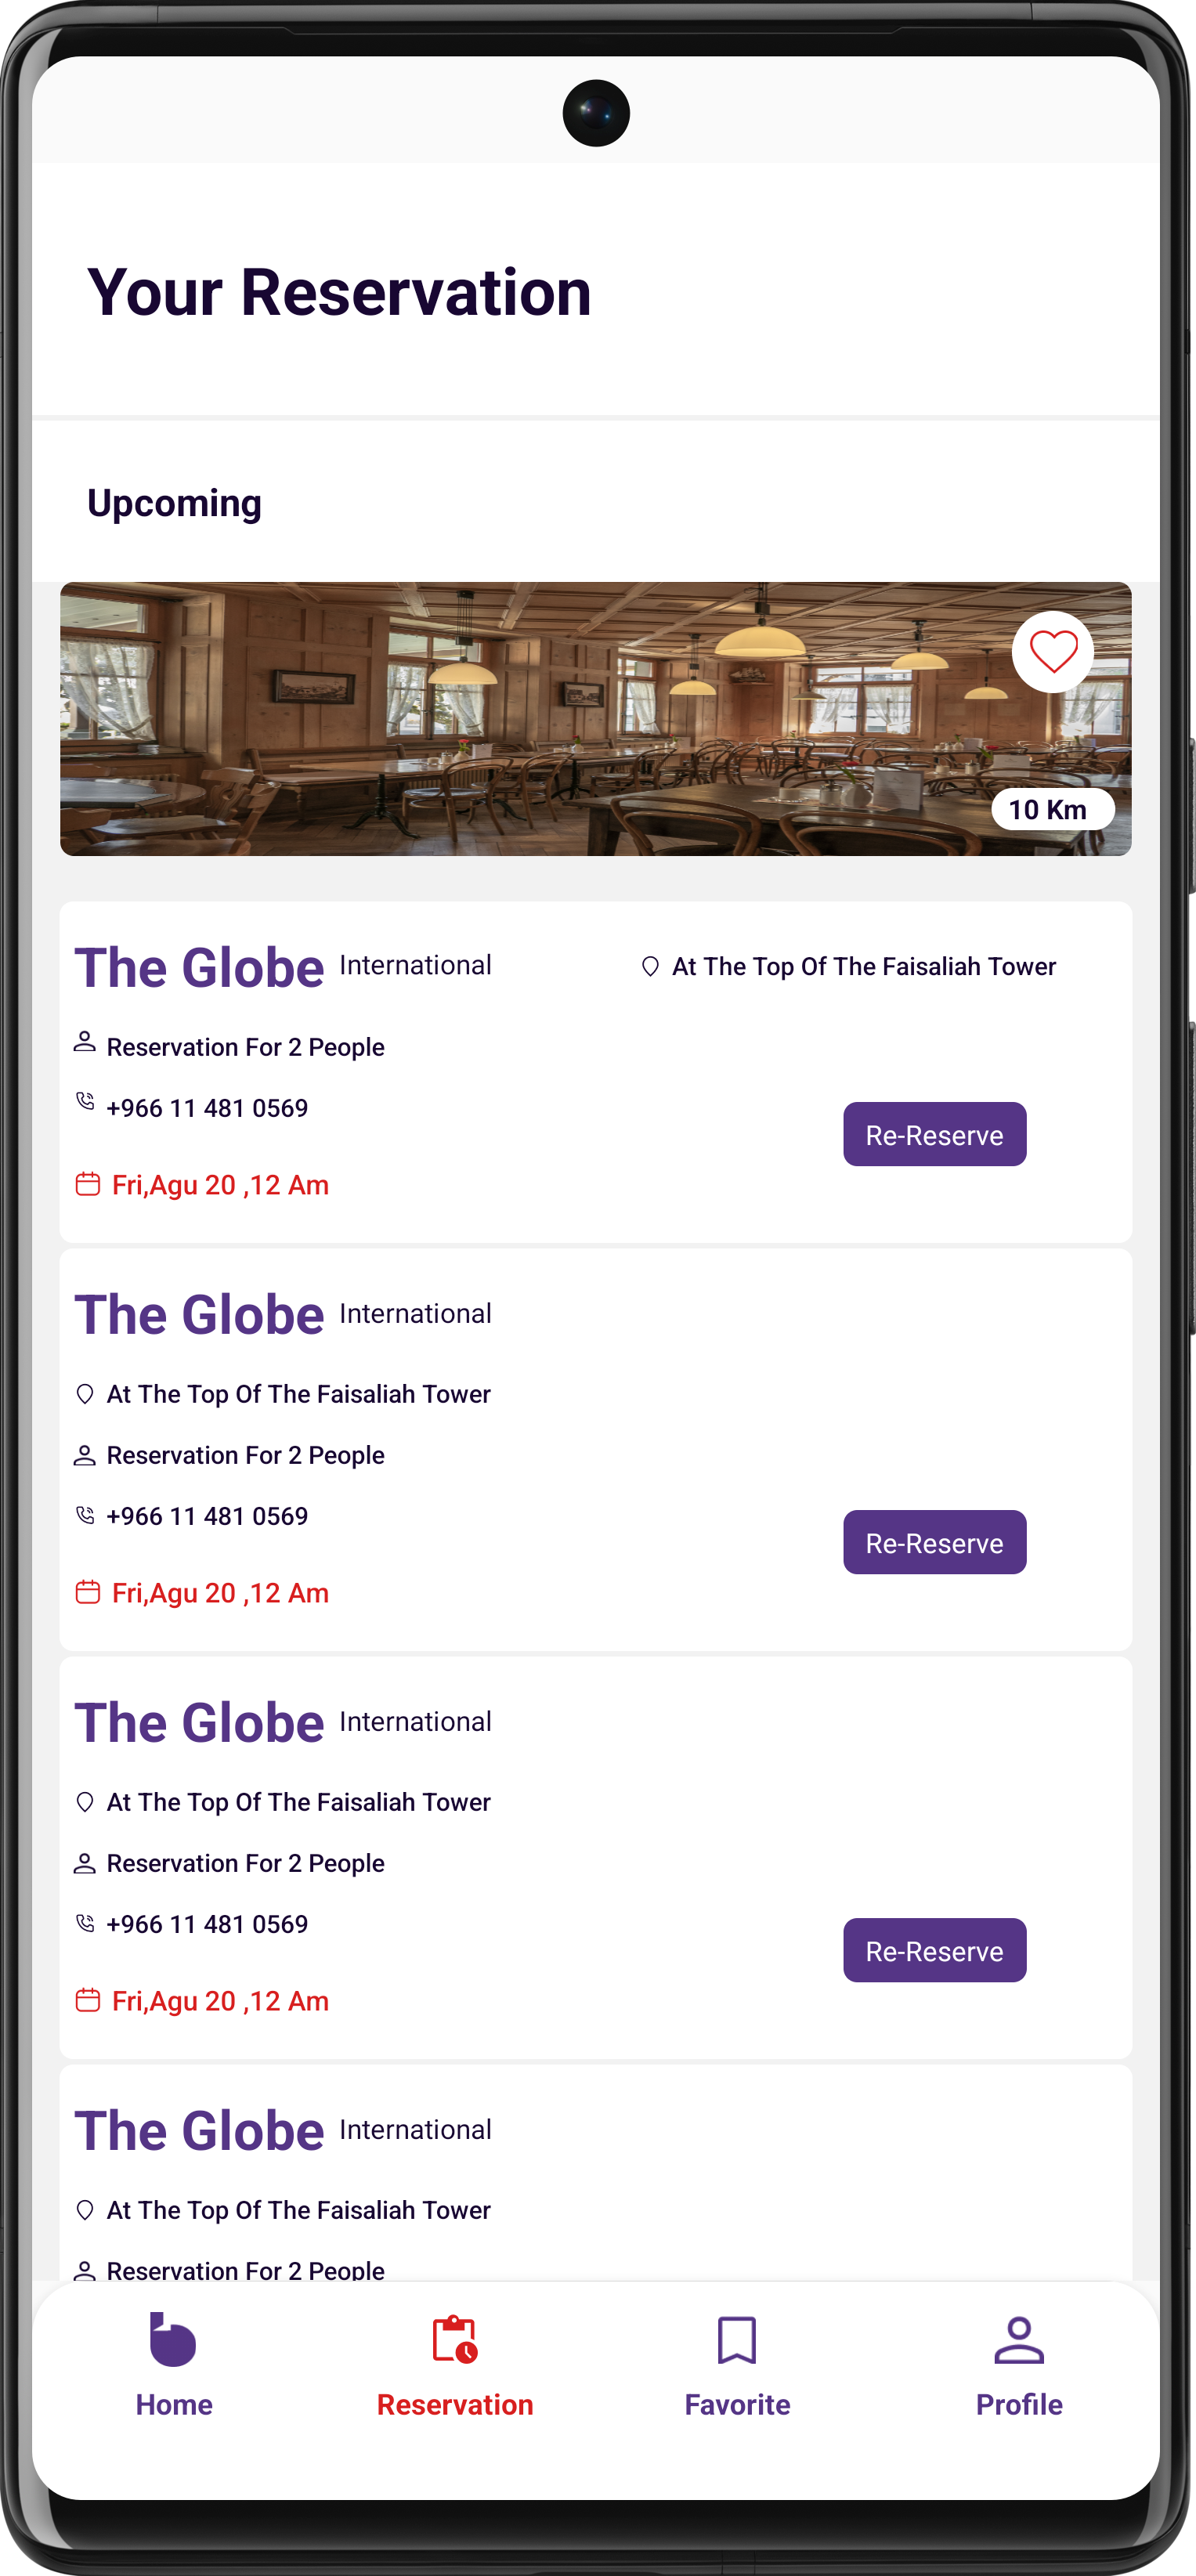 Your Reservation
Upcoming
10 Km
The Globe International At The Top Of The Faisaliah Tower
Reservation For 2 People
+966 11 481 0569
Re-Reserve
Fri,Agu 20 ,12 Am
The Globe International
At The Top Of The Faisaliah Tower
Reservation For 2 People
+966 11 481 0569
Re-Reserve
Fri,Agu 20 ,12 Am
The Globe International
At The Top Of The Faisaliah Tower
Reservation For 2 People
+966 11 481 0569
Re-Reserve
Fri,Agu 20 ,12 Am
The Globe International
At The Top Of The Faisaliah Tower
Reservation For 2 People
Home Reservation Favorite Profile